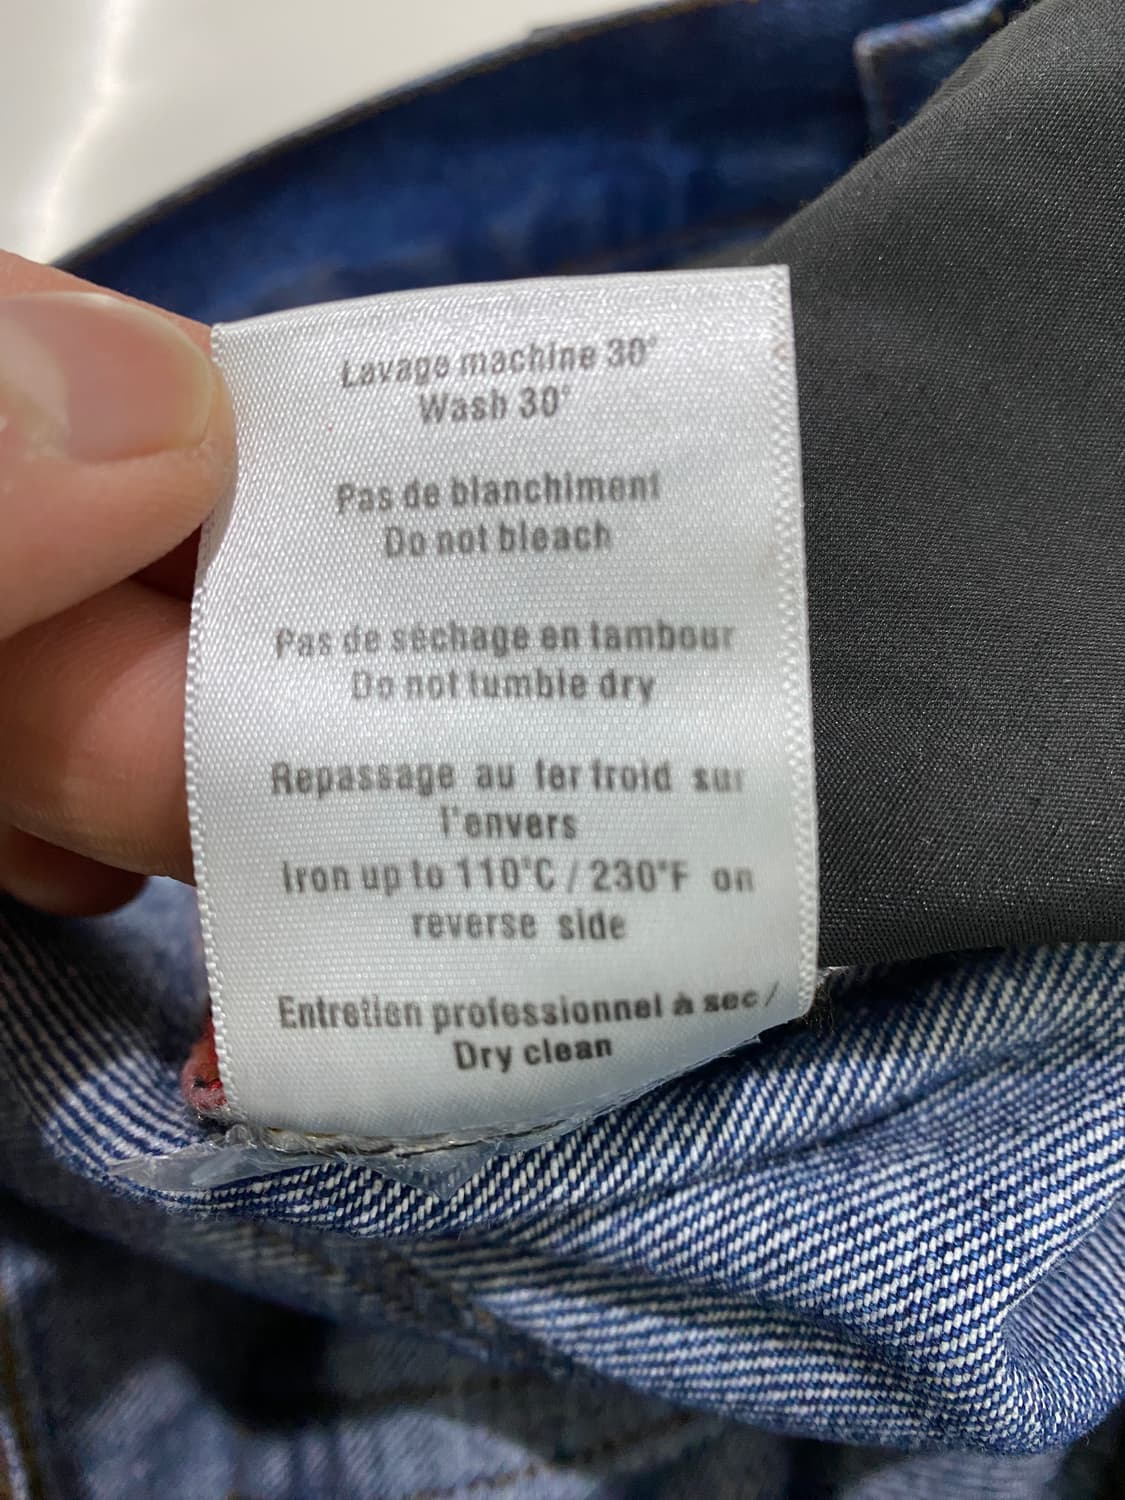 Lavage machine 30°
Wash 30°
Pas de blanchiment
Do not bleach
Pas de séchage en tambour
Do not tumble dry
Repassage au fer froid sur
l'envers
Iron up to 110°C / 230°F on
reverse side
Entretien professionnel à sec /
Dry clean